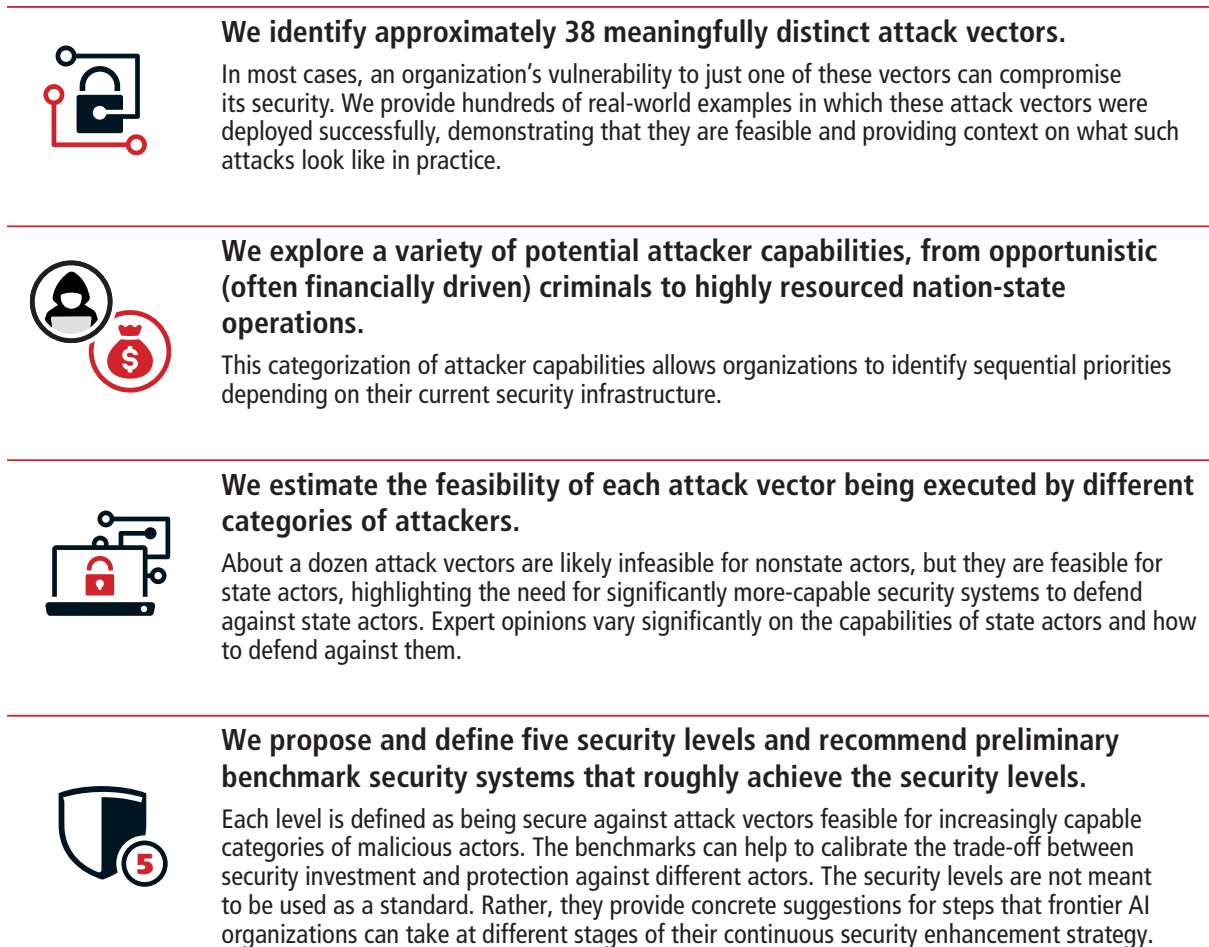 We identify approximately 38 meaningfully distinct attack vectors.
In most cases, an organization's vulnerability to just one of these vectors can compromise
its security. We provide hundreds of real-world examples in which these attack vectors were
deployed successfully, demonstrating that they are feasible and providing context on what such
attacks look like in practice.
We explore a variety of potential attacker capabilities, from opportunistic
(often financially driven) criminals to highly resourced nation-state
operations.
$
This categorization of attacker capabilities allows organizations to identify sequential priorities
depending on their current security infrastructure.
We estimate the feasibility of each attack vector being executed by different
categories of attackers.
About a dozen attack vectors are likely infeasible for nonstate actors, but they are feasible for
state actors, highlighting the need for significantly more-capable security systems to defend
against state actors. Expert opinions vary significantly on the capabilities of state actors and how
to defend against them.
We propose and define five security levels and recommend preliminary
benchmark security systems that roughly achieve the security levels.
Each level is defined as being secure against attack vectors feasible for increasingly capable
categories of malicious actors. The benchmarks can help to calibrate the trade-off between
5
security investment and protection against different actors. The security levels are not meant
to be used as a standard. Rather, they provide concrete suggestions for steps that frontier AI
organizations can take at different stages of their continuous security enhancement strategy.